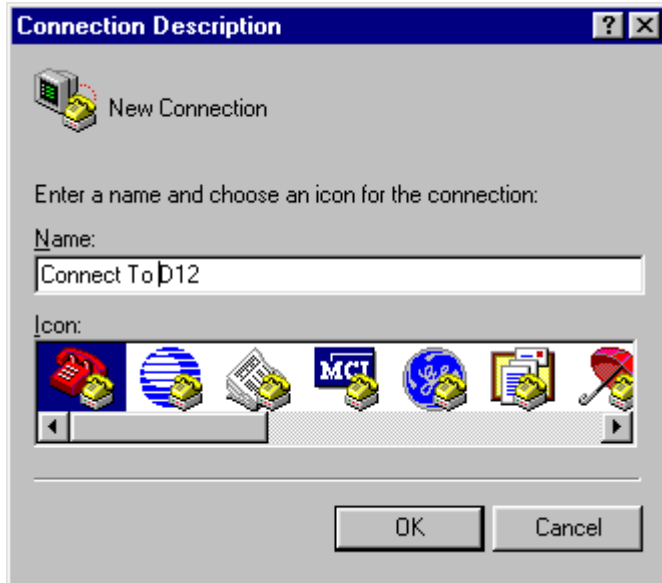 Connection Description
New Connection
Enter a name and choose an icon for the connection:
Name:
Connect To D12
Icon:
MCI
OK Cancel